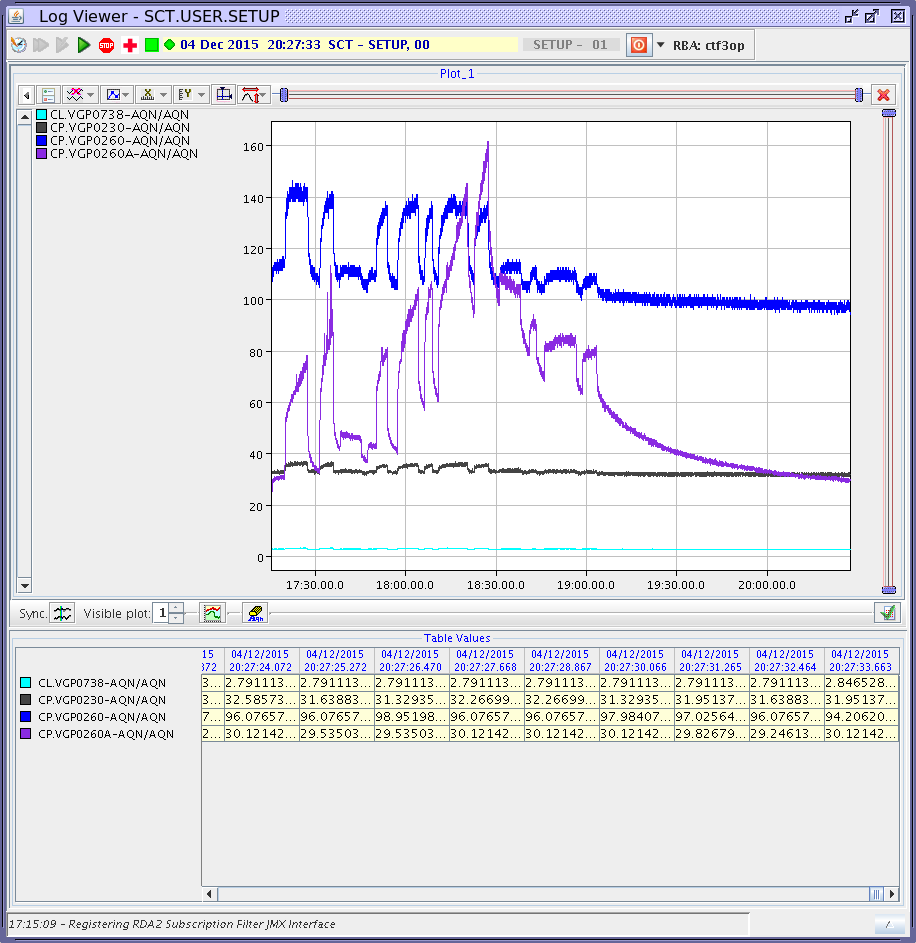 Log Viewer - SCT.USER.SETUP
STOP 04 Dec 2015 20:27:33 SCT - SETUP, 00 SETUP - 01 RBA: ctf3op
Plot_1
CL.VGP0738-AQN/AQN
CP.VGP0230-AQN/AQN
CP.VGP0260-AQN/AQN
CP.VGP0260A-AQN/AQN
160
140
120
100
80
60
40
20
0
17:30:00.0 18:00:00.0 18:30:00.0 19:00:00.0 19:30:00.0 20:00:00.0
Sync. Visible plot: 1
Table Values
15 04/12/2015 04/12/2015 04/12/2015 04/12/2015 04/12/2015 04/12/2015 04/12/2015 04/12/2015 04/12/2015
372 20:27:24.072 20:27:25.272 20:27:26.470 20:27:27.668 20:27:28.867 20:27:30.066 20:27:31.265 20:27:32.464 20:27:33.663
CL.VGP0738-AQN/AQN 3... 2.791113... 2.791113... 2.791113... 2.791113... 2.791113... 2.791113... 2.791113... 2.791113... 2.846528...
CP.VGP0230-AQN/AQN 3... 32.58573... 31.63883... 31.32935... 32.26699... 32.26699... 31.32935... 31.95137... 31.63883... 31.95137...
CP.VGP0260-AQN/AQN 7... 96.07657... 96.07657... 98.95198... 96.07657... 96.07657... 97.98407... 97.02564... 96.07657... 94.20620...
CP.VGP0260A-AQN/AQN 2... 30.12142... 29.53503... 29.53503... 30.12142... 30.12142... 30.12142... 29.82679... 29.24613... 30.12142...
17:15:09 - Registering RDA2 Subscription Filter JMX Interface